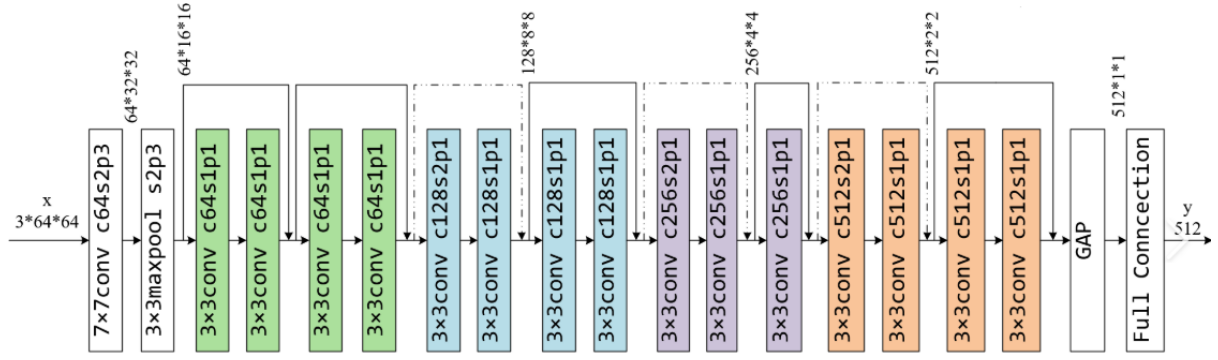 x
3*64*64
7×7conv c64s2p3
64*32*32
3×3maxpool s2p3
64*16*16
3×3conv c64s1p1
3×3conv c64s1p1
3×3conv c64s1p1
3×3conv c64s1p1
3×3conv c128s2p1
3×3conv c128s1p1
128*8*8
3×3conv c128s1p1
3×3conv c128s1p1
3×3conv c256s2p1
3×3conv c256s1p1
256*4*4
3×3conv c256s1p1
3×3conv c512s2p1
3×3conv c512s1p1
512*2*2
3×3conv c512s1p1
3×3conv c512s1p1
GAP
512*1*1
Full Conncection
y
512